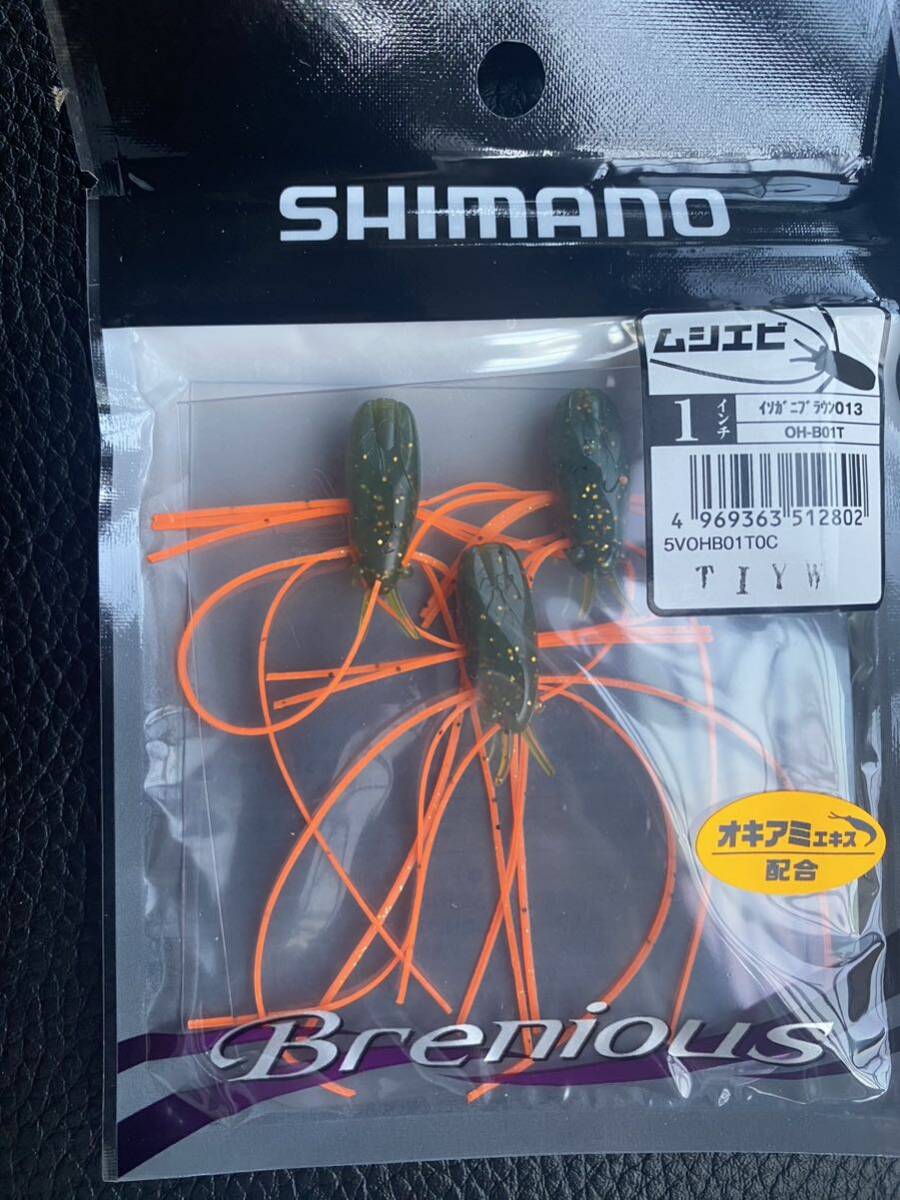 SHIMANO
ムシエビ
1インチ
ｲｿｶﾞﾆﾌﾞﾗｳﾝ013
OH-B01T
4 969363 512802
5VOHB01T0C
T I Y W
オキアミエキス
配合
Brenious